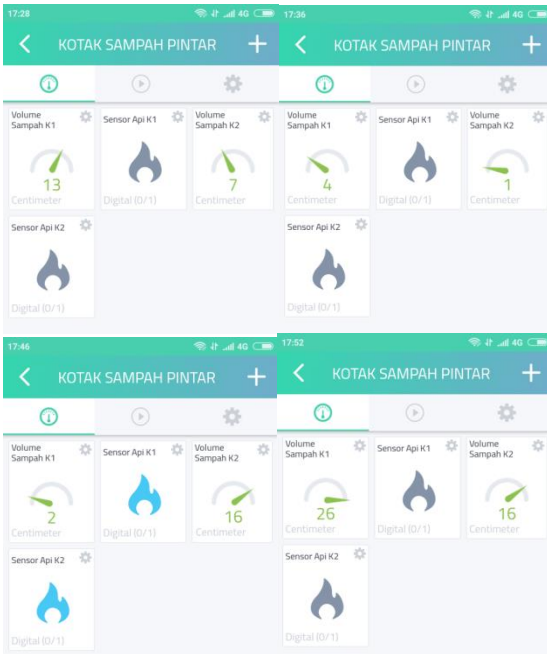 17:28
4G
KOTAK SAMPAH PINTAR
Volume
Sampah K1
Sensor Api K1
Volume
Sampah K2
13
7
Centimeter
Digital (0/1)
Centimeter
Sensor Api K2
Digital (0/1)
17:36
4G
KOTAK SAMPAH PINTAR
Volume
Sampah K1
Sensor Api K1
Volume
Sampah K2
4
1
Centimeter
Digital (0/1)
Centimeter
Sensor Api K2
Digital (0/1)
17:46
4G
KOTAK SAMPAH PINTAR
Volume
Sampah K1
Sensor Api K1
Volume
Sampah K2
2
16
Centimeter
Digital (0/1)
Centimeter
Sensor Api K2
Digital (0/1)
17:52
4G
KOTAK SAMPAH PINTAR
Volume
Sampah K1
Sensor Api K1
Volume
Sampah K2
26
16
Centimeter
Digital (0/1)
Centimeter
Sensor Api K2
Digital (0/1)